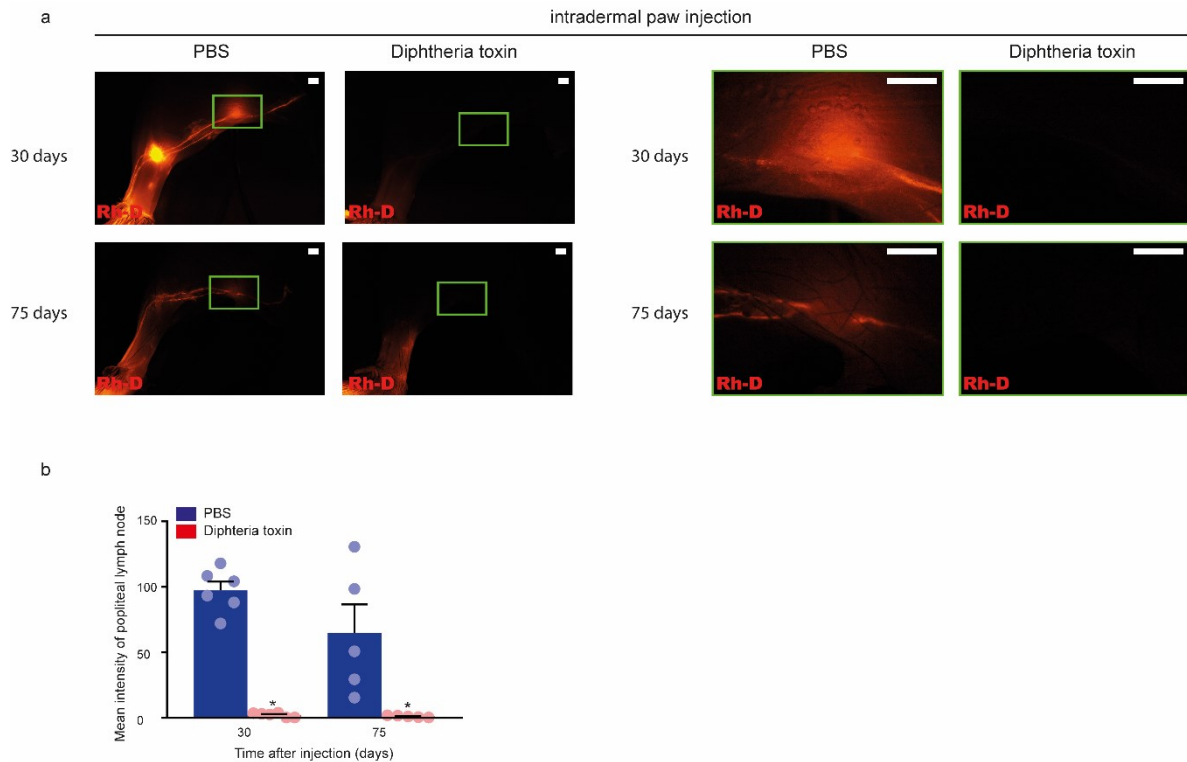 a
intradermal paw injection
PBS Diphtheria toxin PBS Diphtheria toxin
30 days Rh-D Rh-D 30 days Rh-D Rh-D
75 days Rh-D Rh-D 75 days Rh-D Rh-D
b
Mean intensity of popliteal lymph node
PBS
Diphteria toxin
150
100
50
0
* *
30 75
Time after injection (days)